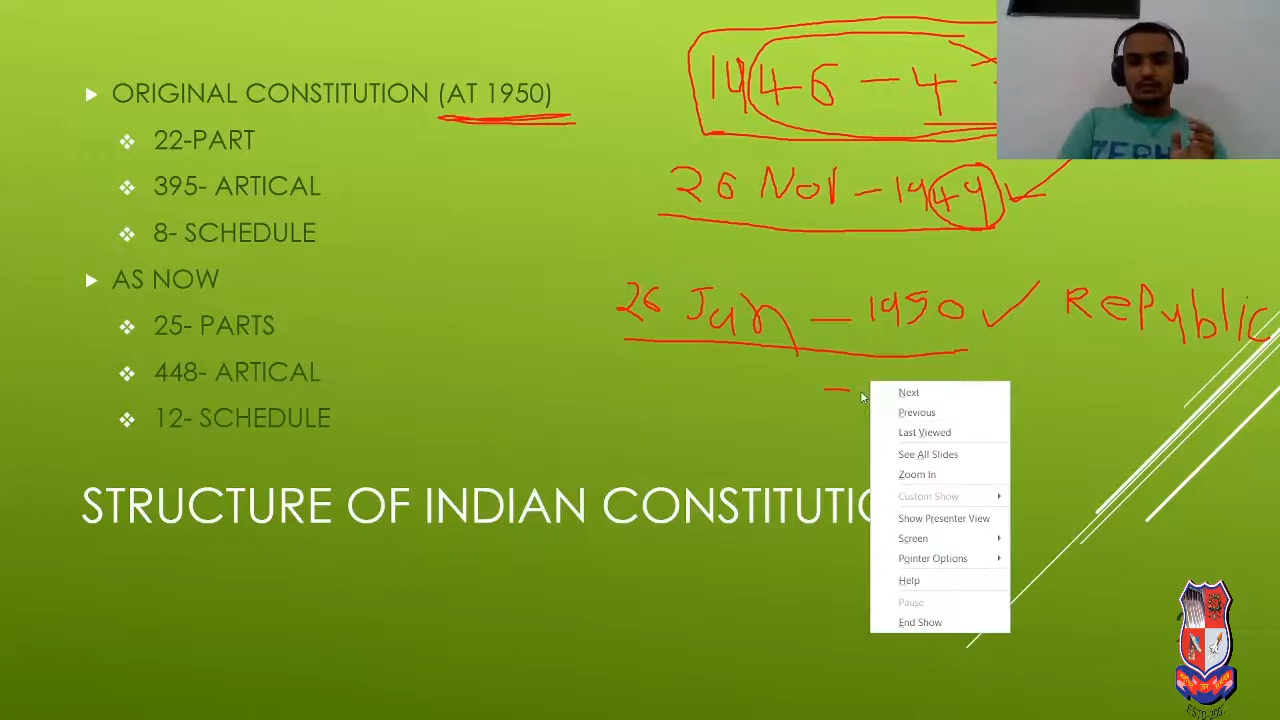 ORIGINAL CONSTITUTION (AT 1950)
22-PART
395- ARTICAL
8- SCHEDULE
AS NOW
25- PARTS
448- ARTICAL
12- SCHEDULE
STRUCTURE OF INDIAN CONSTITUTIO
1946-4
26 Nov-1949
26 Jan-1950 Republic
Next
Previous
Last Viewed
See All Slides
Zoom In
Custom Show
Show Presenter View
Screen
Pointer Options
Help
Pause
End Show